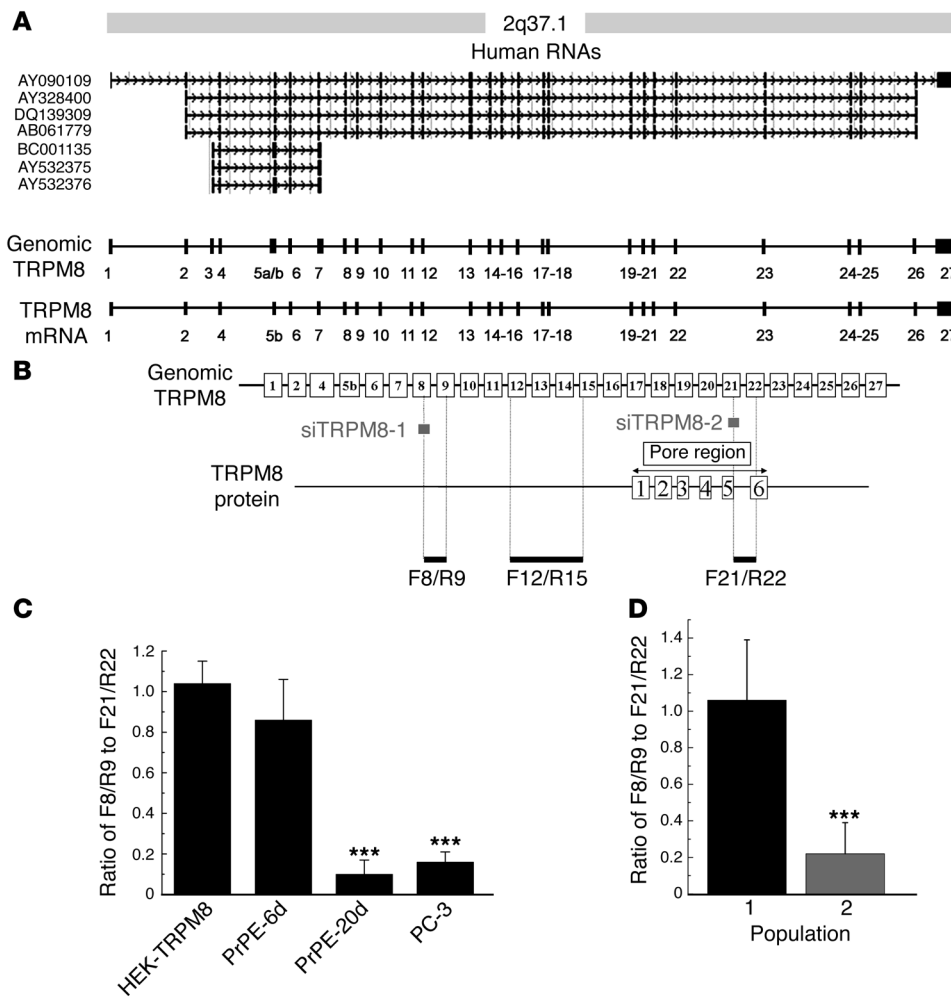 A
2q37.1
Human RNAs
AY090109
AY328400
DQ139309
AB061779
BC001135
AY532375
AY532376
Genomic
TRPM8
1 2 3 4 5a/b 6 7 8 9 10 11 12 13 14-16 17-18 19-21 22 23 24-25 26 27
TRPM8
mRNA
1 2 4 5b 6 7 8 9 10 11 12 13 14-16 17-18 19-21 22 23 24-25 26 27
B
Genomic
TRPM8
1 2 4 5b 6 7 8 9 10 11 12 13 14 15 16 17 18 19 20 21 22 23 24 25 26 27
siTRPM8-1
siTRPM8-2
Pore region
TRPM8
protein
1 2 3 4 5 6
F8/R9
F12/R15
F21/R22
C
Ratio of F8/R9 to F21/R22
1.2
1.0
0.8
0.6
0.4
0.2
0
***
***
HEK-TRPM8
PrPE-6d
PrPE-20d
PC-3
D
Ratio of F8/R9 to F21/R22
1.4
1.2
1.0
0.8
0.6
0.4
0.2
0
***
1 2
Population